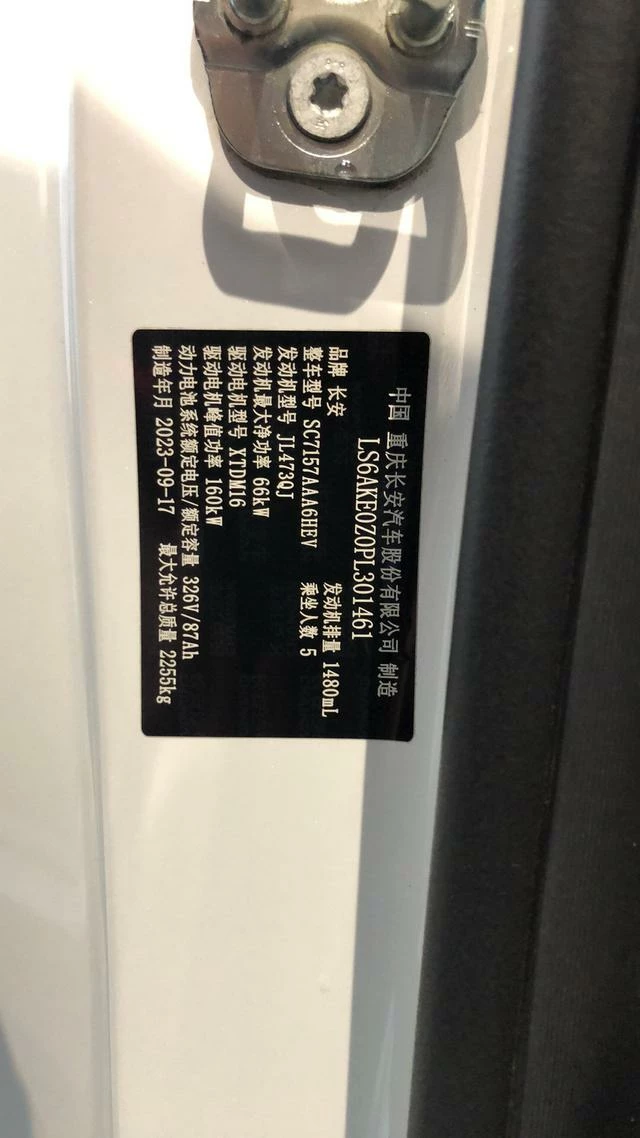 中国 重庆长安汽车股份有限公司 制造
LS6AKE0Z0PL301461
品牌 长安 发动机排量 1480mL
整车型号 SC7157AAA6HEV 乘坐人数 5
发动机型号 JL473QJ
发动机最大净功率 66kW
驱动电机型号 XTDM16
驱动电机峰值功率 160kW
动力电池系统额定电压/额定容量 326V/87Ah
制造年月 2023-09-17 最大允许总质量 2255kg